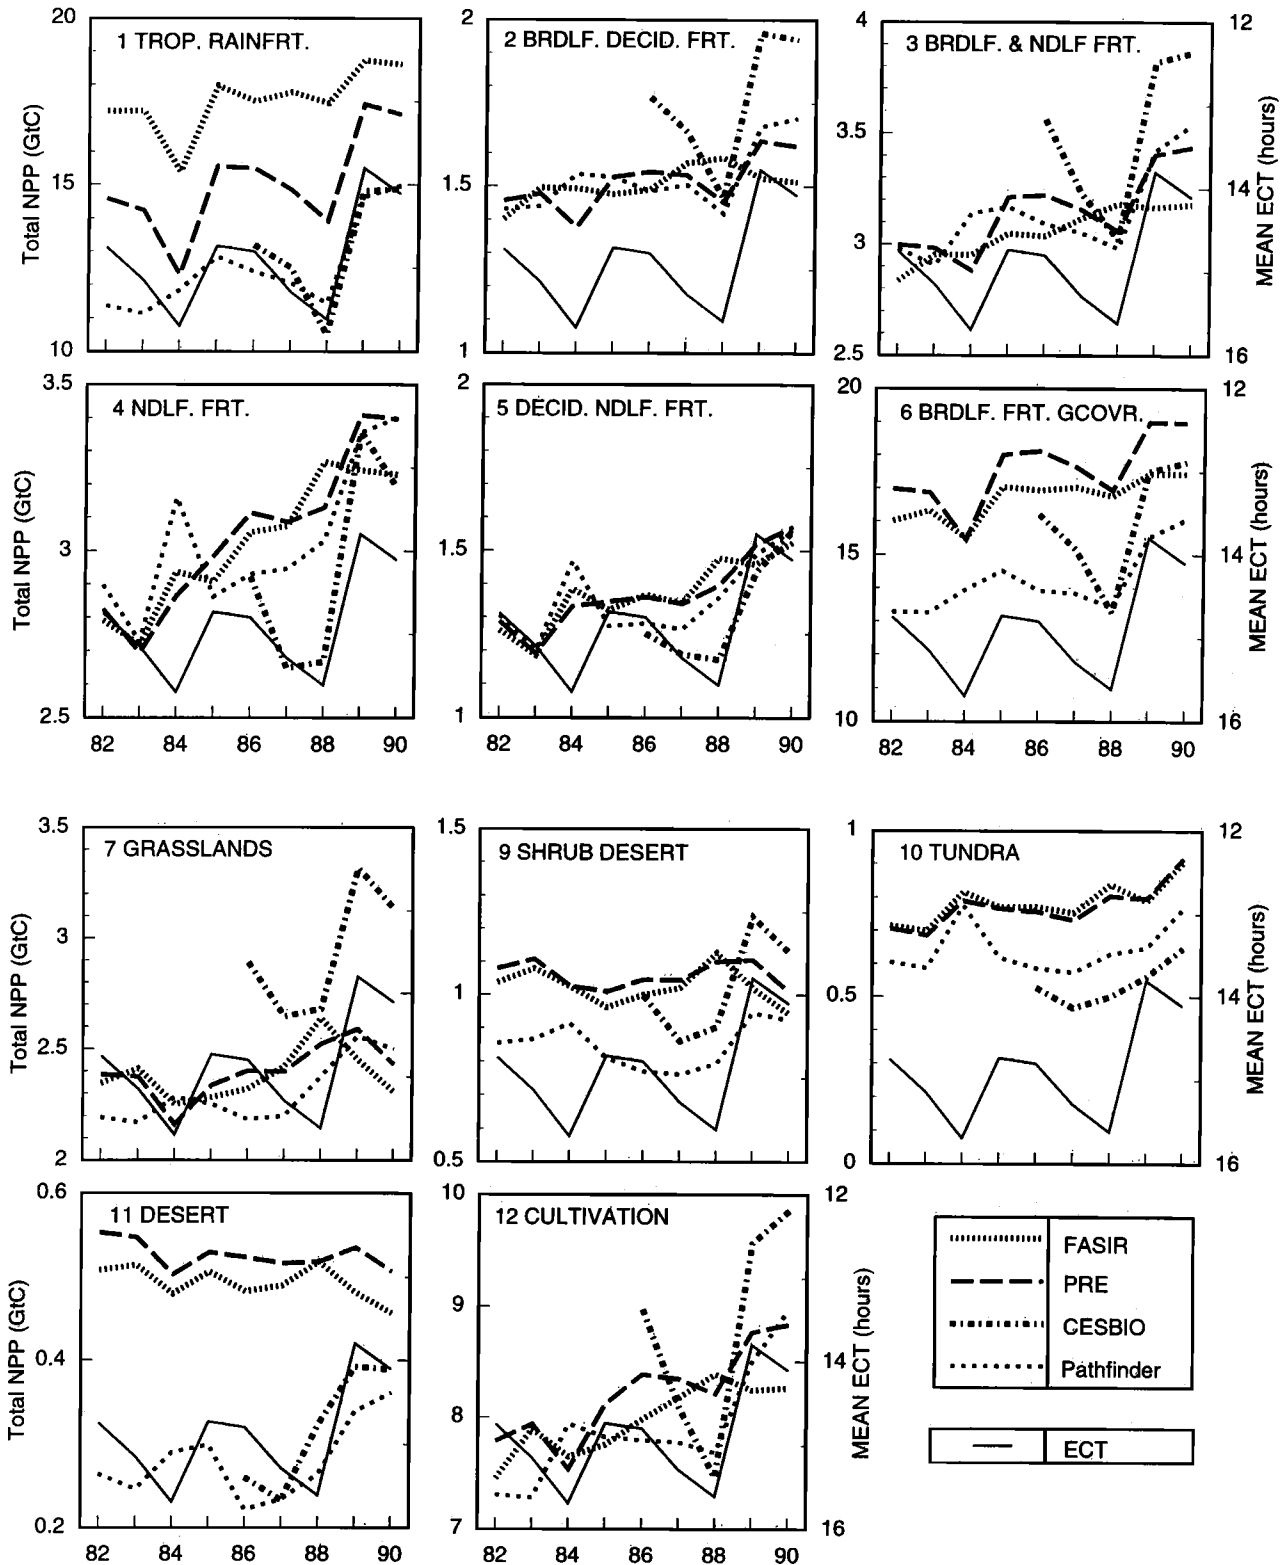 20
15
10
Total NPP (GtC)
1 TROP. RAINFRT.
2
1.5
1
2 BRDLF. DECID. FRT.
4
3.5
3
2.5
3 BRDLF. & NDLF FRT.
12
14
16
MEAN ECT (hours)
3.5
3
2.5
Total NPP (GtC)
4 NDLF. FRT.
82 84 86 88 90
2
1.5
1
5 DECID. NDLF. FRT.
82 84 86 88 90
20
15
10
6 BRDLF. FRT. GCOVR.
82 84 86 88 90
12
14
16
MEAN ECT (hours)
3.5
3
2.5
2
Total NPP (GtC)
7 GRASSLANDS
1.5
1
0.5
9 SHRUB DESERT
1
0.5
0
10 TUNDRA
12
14
16
MEAN ECT (hours)
0.6
0.4
0.2
Total NPP (GtC)
11 DESERT
82 84 86 88 90
10
9
8
7
12 CULTIVATION
82 84 86 88 90
12
14
16
MEAN ECT (hours)
FASIR
PRE
CESBIO
Pathfinder
ECT